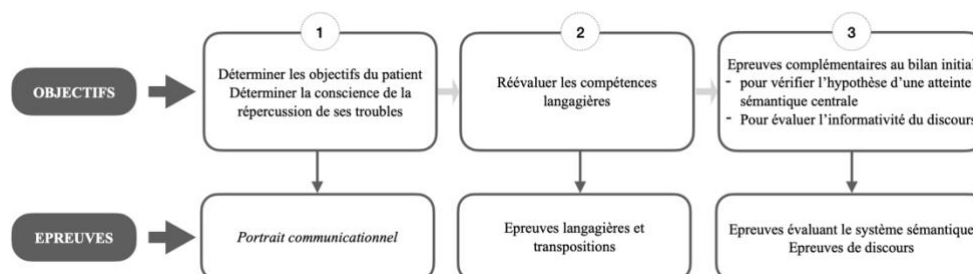 1
2
3
OBJECTIFS
Déterminer les objectifs du patient
Déterminer la conscience de la
répercussion de ses troubles
Réévaluer les compétences
langagières
Epreuves complémentaires au bilan initial
- pour vérifier l'hypothèse d'une atteinte
sémantique centrale
- Pour évaluer l'informativité du discours
EPREUVES
Portrait communicationnel
Epreuves langagières et
transpositions
Epreuves évaluant le système sémantique
Epreuves de discours